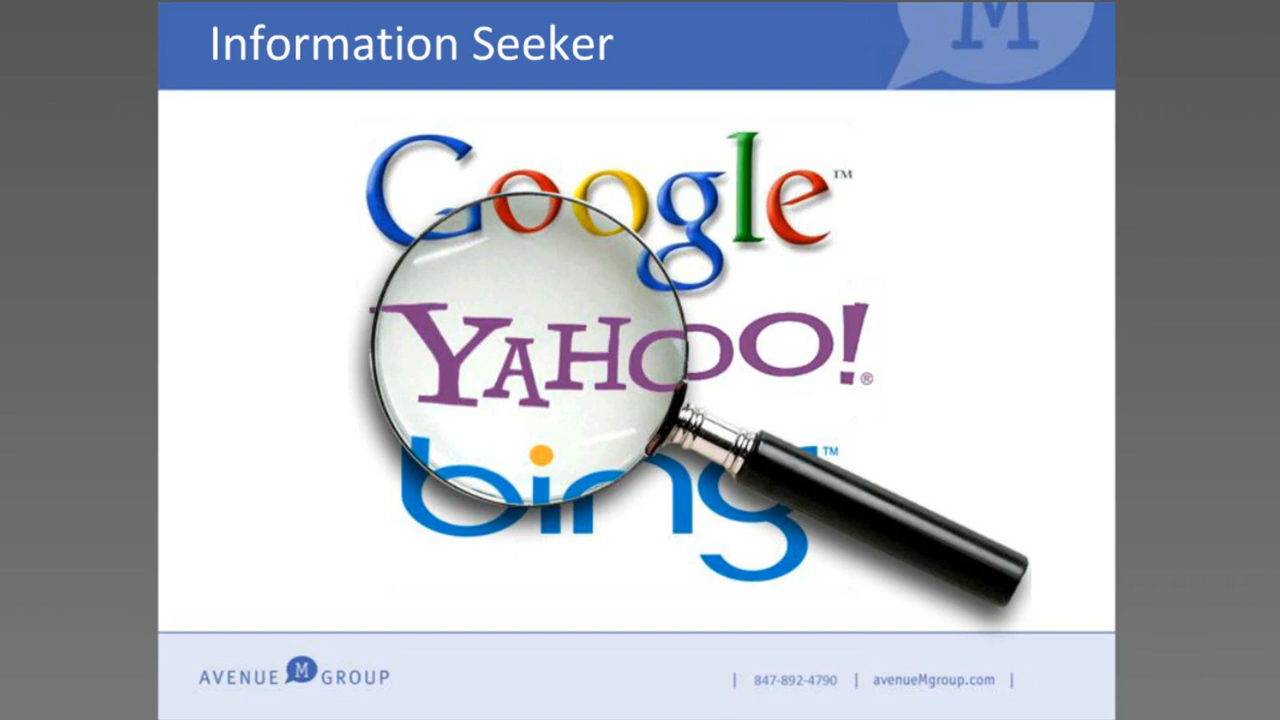 Information Seeker
M
Google™
YAHOO!®
bing™
AVENUE M GROUP
| 847-892-4790 | avenueMgroup.com |